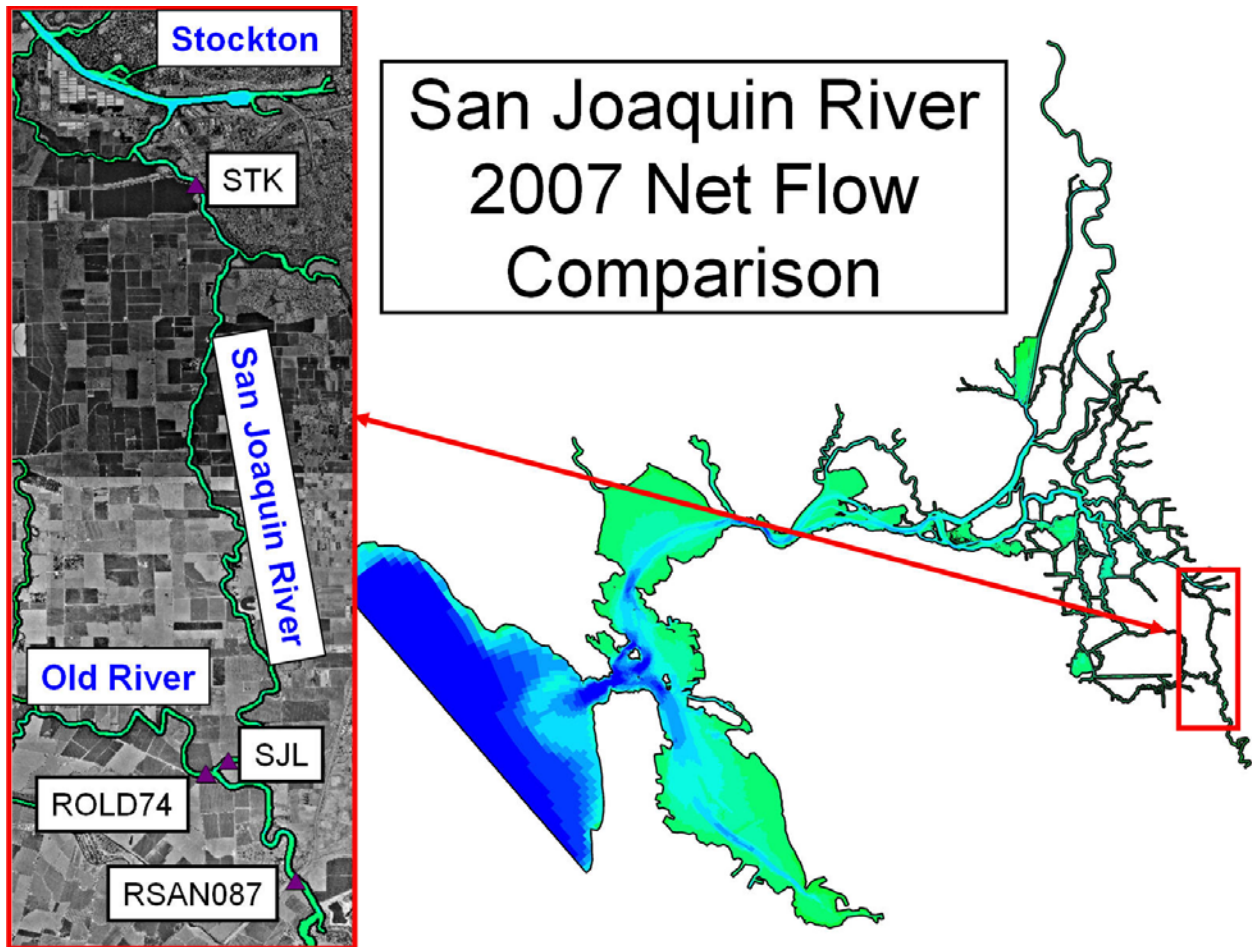 San Joaquin River
2007 Net Flow
Comparison
Stockton
STK
San Joaquin River
Old River
SJL
ROLD74
RSAN087